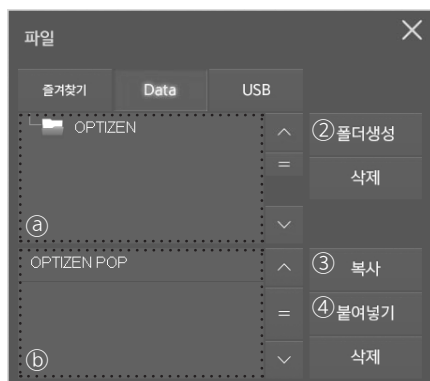 파일
즐겨찾기 Data USB
OPTIZEN
② 폴더생성
삭제
ⓐ
OPTIZEN POP
③ 복사
④ 붙여넣기
ⓑ
삭제